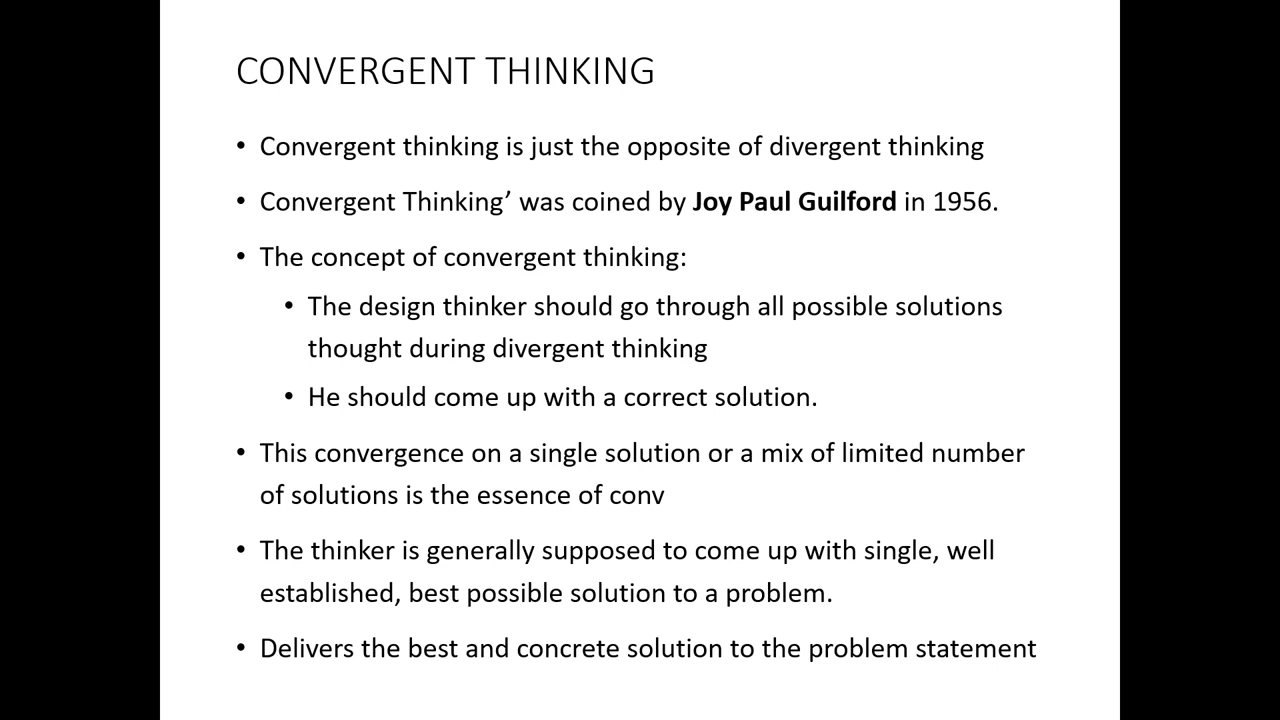 CONVERGENT THINKING
• Convergent thinking is just the opposite of divergent thinking
• Convergent Thinking’ was coined by Joy Paul Guilford in 1956.
• The concept of convergent thinking:
• The design thinker should go through all possible solutions
thought during divergent thinking
• He should come up with a correct solution.
• This convergence on a single solution or a mix of limited number
of solutions is the essence of conv
• The thinker is generally supposed to come up with single, well
established, best possible solution to a problem.
• Delivers the best and concrete solution to the problem statement